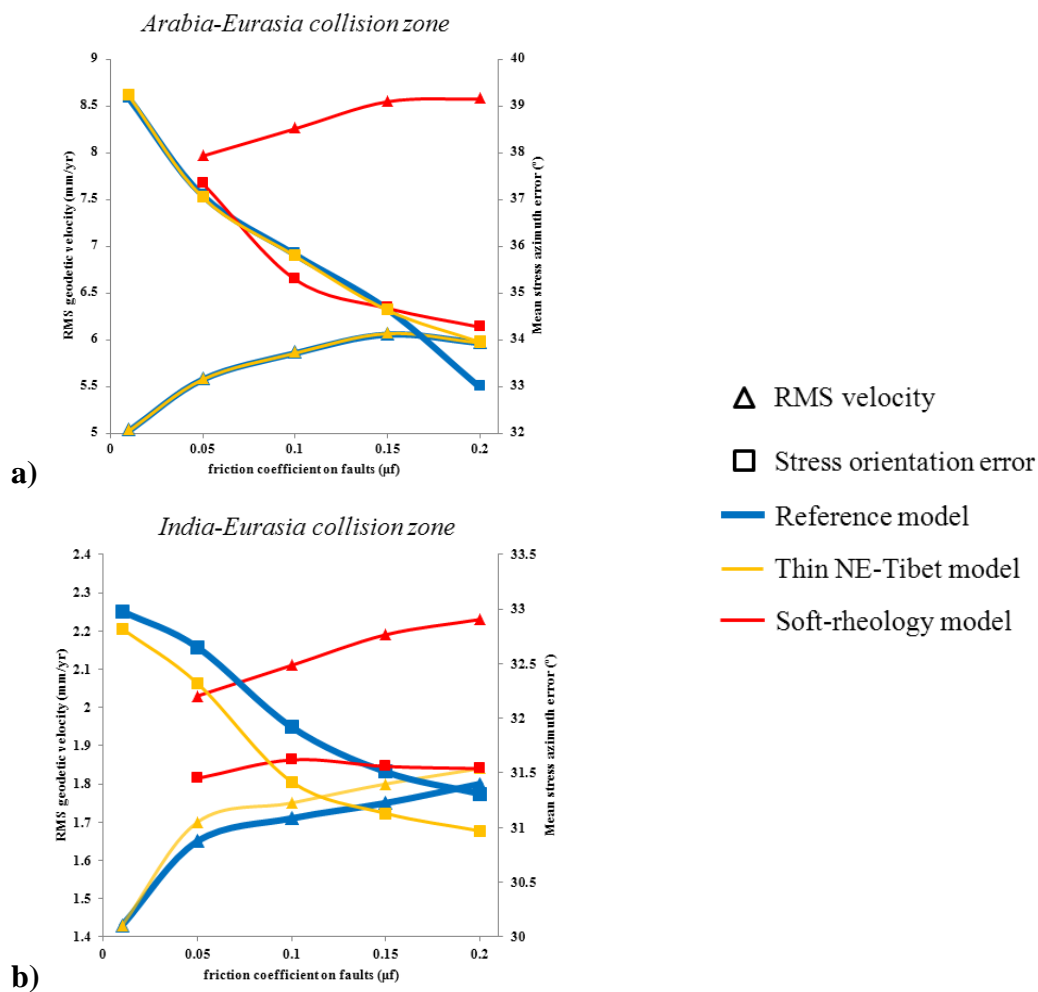 Arabia-Eurasia collision zone
9
8.5
8
7.5
7
6.5
6
5.5
5
RMS geodetic velocity (mm/yr)
40
39
38
37
36
35
34
33
32
Mean stress azimuth error (°)
0 0.05 0.1 0.15 0.2
friction coefficient on faults (μf)
a)
RMS velocity
Stress orientation error
Reference model
Thin NE-Tibet model
Soft-rheology model
India-Eurasia collision zone
2.4
2.3
2.2
2.1
2
1.9
1.8
1.7
1.6
1.5
1.4
RMS geodetic velocity (mm/yr)
33.5
33
32.5
32
31.5
31
30.5
30
Mean stress azimuth error (°)
0 0.05 0.1 0.15 0.2
friction coefficient on faults (μf)
b)